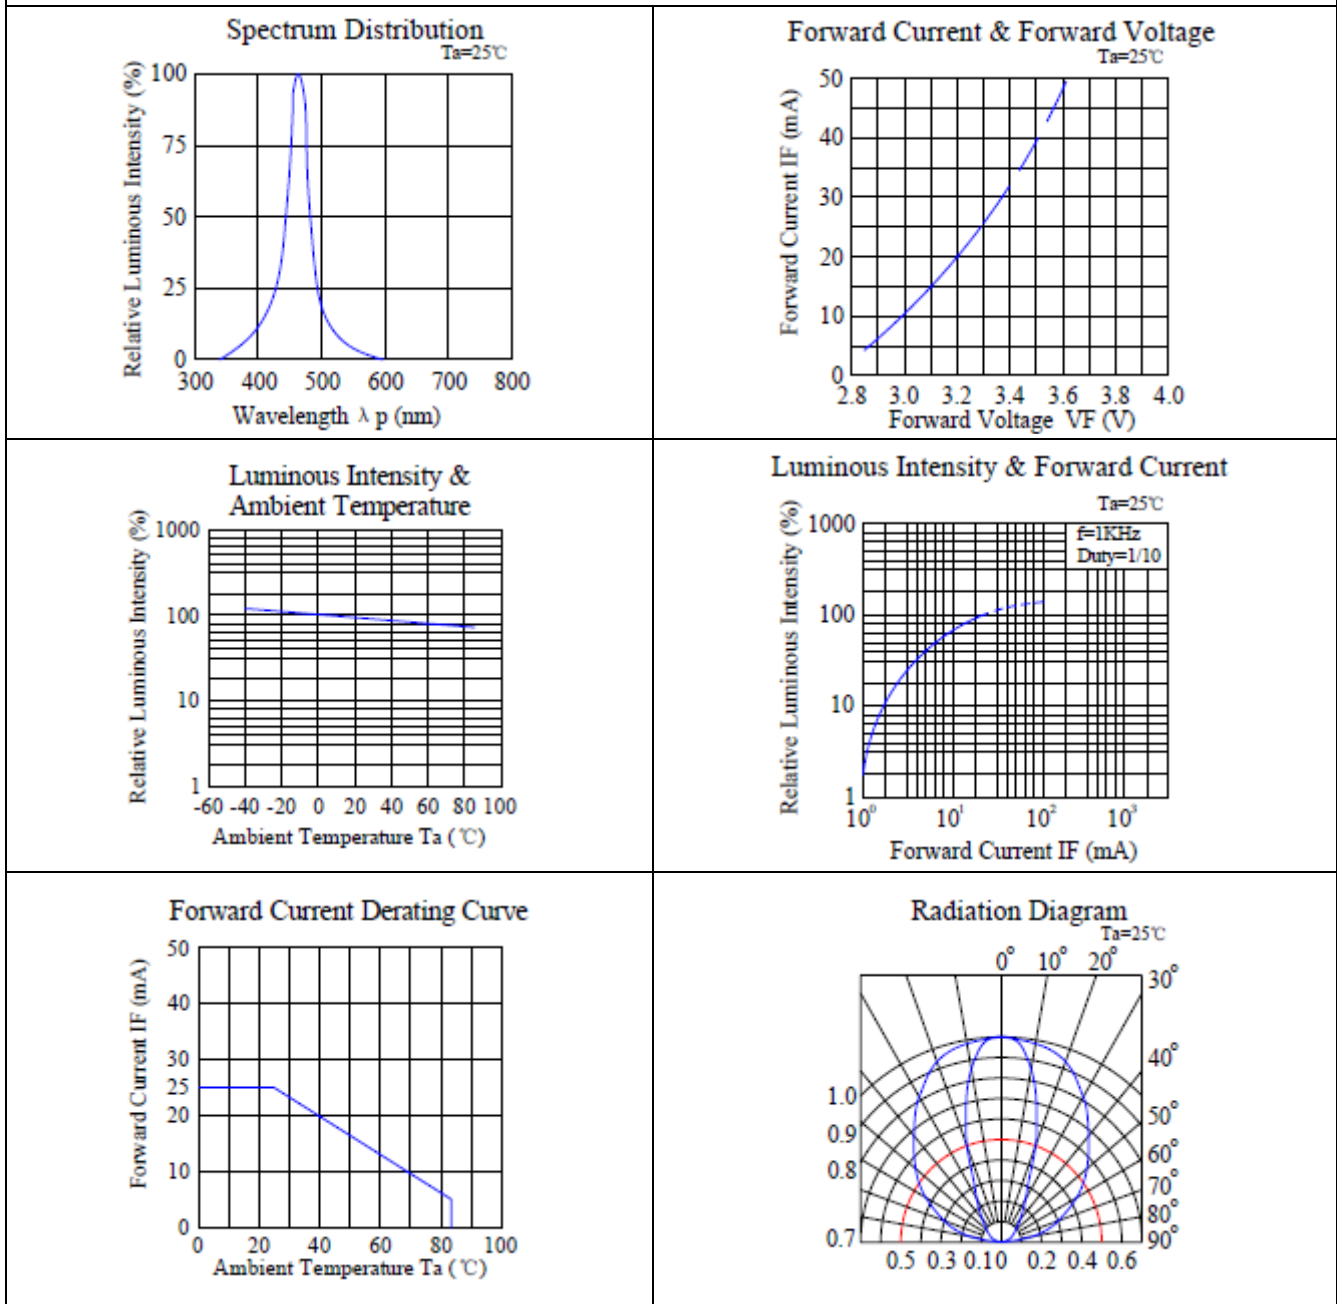 Spectrum Distribution
Ta=25℃
Relative Luminous Intensity (%)
100
75
50
25
0
300 400 500 600 700 800
Wavelength λ p (nm)
Forward Current & Forward Voltage
Ta=25℃
Forward Current IF (mA)
50
40
30
20
10
0
2.8 3.0 3.2 3.4 3.6 3.8 4.0
Forward Voltage VF (V)
Luminous Intensity &
Ambient Temperature
Relative Luminous Intensity (%)
1000
100
10
1
-60 -40 -20 0 20 40 60 80 100
Ambient Temperature Ta (℃)
Luminous Intensity & Forward Current
Ta=25℃
f=1KHz
Duty=1/10
Relative Luminous Intensity (%)
1000
100
10
1
10⁰ 10¹ 10² 10³
Forward Current IF (mA)
Forward Current Derating Curve
Forward Current IF (mA)
50
40
30
25
20
10
0
0 20 40 60 80 100
Ambient Temperature Ta (℃)
Radiation Diagram
Ta=25℃
0° 10° 20°
30°
40°
50°
60°
70°
80°
90°
1.0
0.9
0.8
0.7
0.5 0.3 0.10 0.2 0.4 0.6